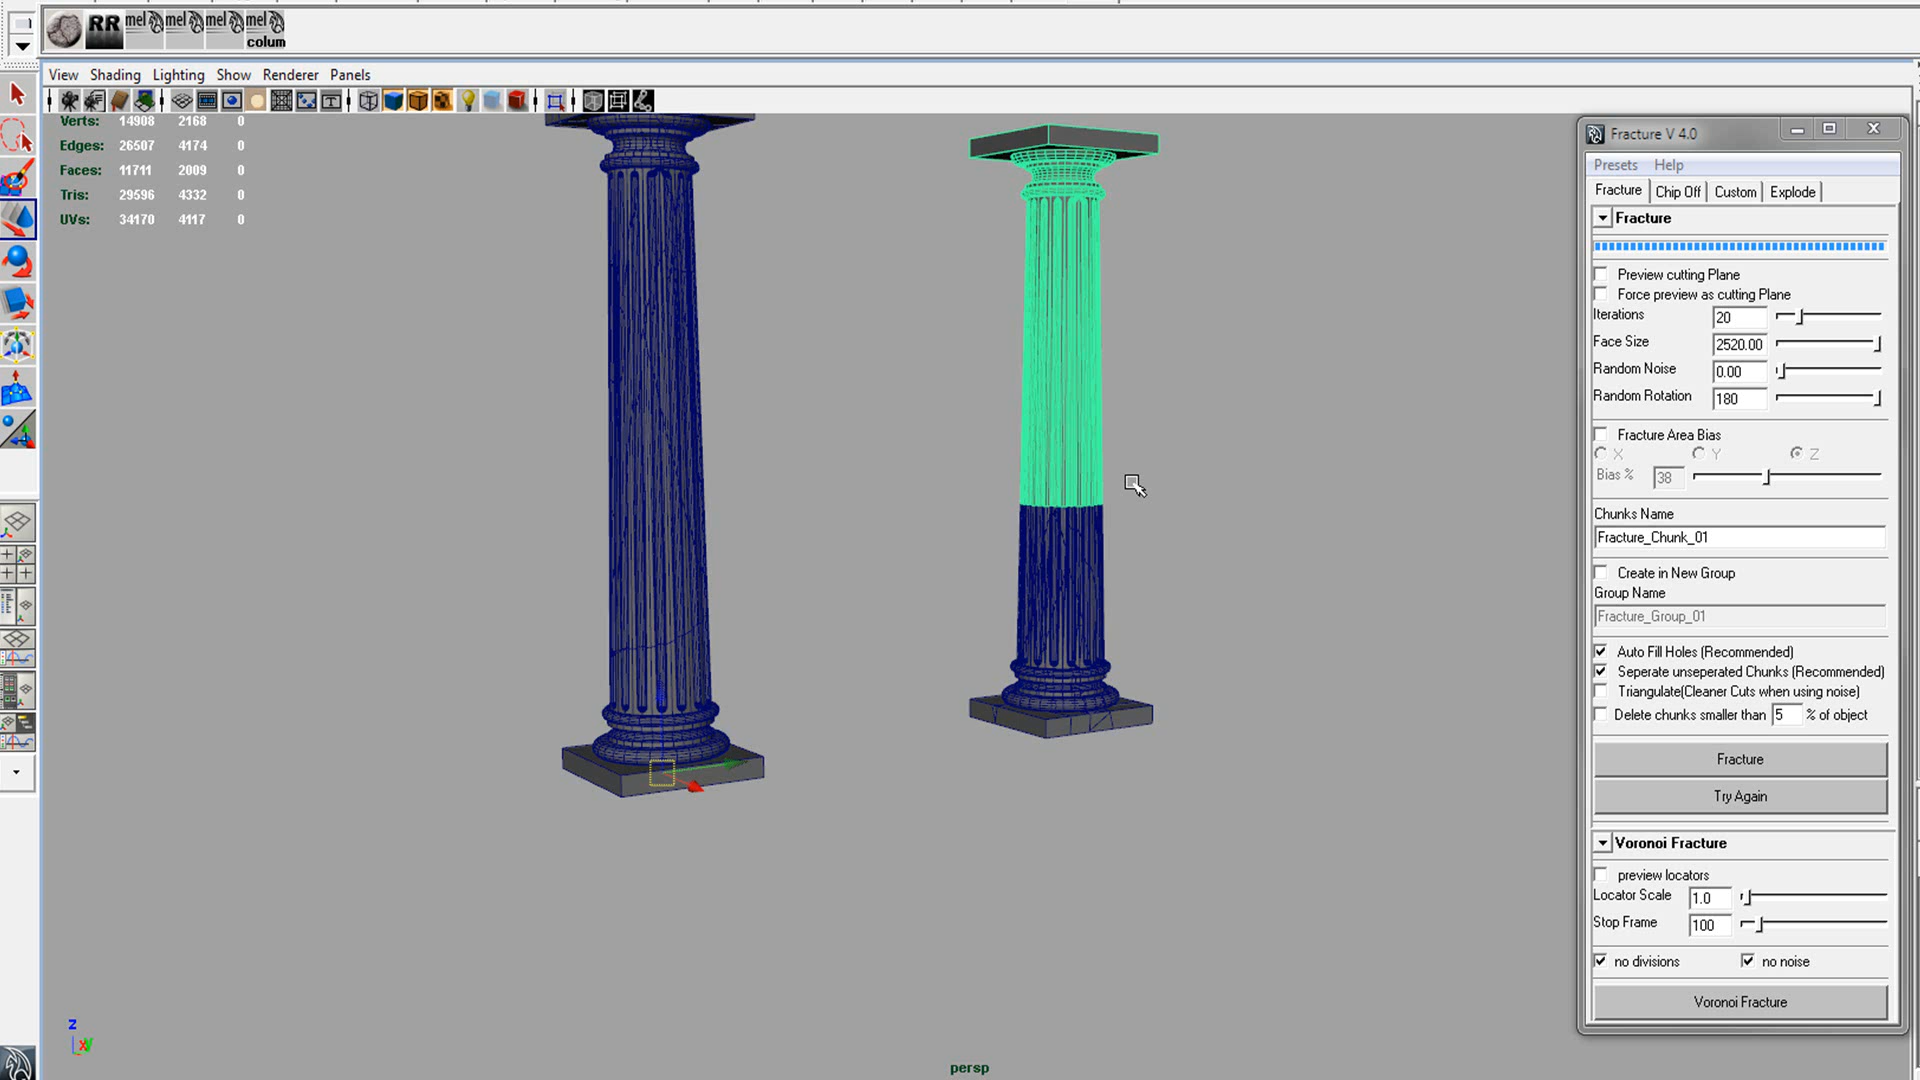 RR mel mel mel mel
colum
View Shading Lighting Show Renderer Panels
Verts: 14908 2168 0
Edges: 26507 4174 0
Faces: 11711 2009 0
Tris: 29596 4332 0
UVs: 34170 4117 0
Fracture V 4.0
Presets Help
Fracture Chip Off Custom Explode
Fracture
Preview cutting Plane
Force preview as cutting Plane
Iterations 20
Face Size 2520.00
Random Noise 0.00
Random Rotation 180
Fracture Area Bias
X Y Z
Bias % 38
Chunks Name
Fracture_Chunk_01
Create in New Group
Group Name
Fracture_Group_01
Auto Fill Holes (Recommended)
Seperate unseperated Chunks (Recommended)
Triangulate(Cleaner Cuts when using noise)
Delete chunks smaller than 5 % of object
Fracture
Try Again
Voronoi Fracture
preview locators
Locator Scale 1.0
Stop Frame 100
no divisions no noise
Voronoi Fracture
z
x y
persp